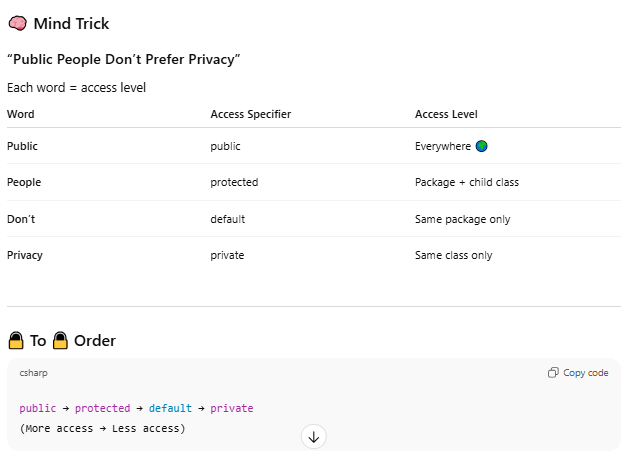 🧠 Mind Trick
“Public People Don’t Prefer Privacy”
Each word = access level
Word Access Specifier Access Level
Public public Everywhere 🌍
People protected Package + child class
Don’t default Same package only
Privacy private Same class only
🔒 To 🔒 Order
csharp Copy code
public → protected → default → private
(More access → Less access)